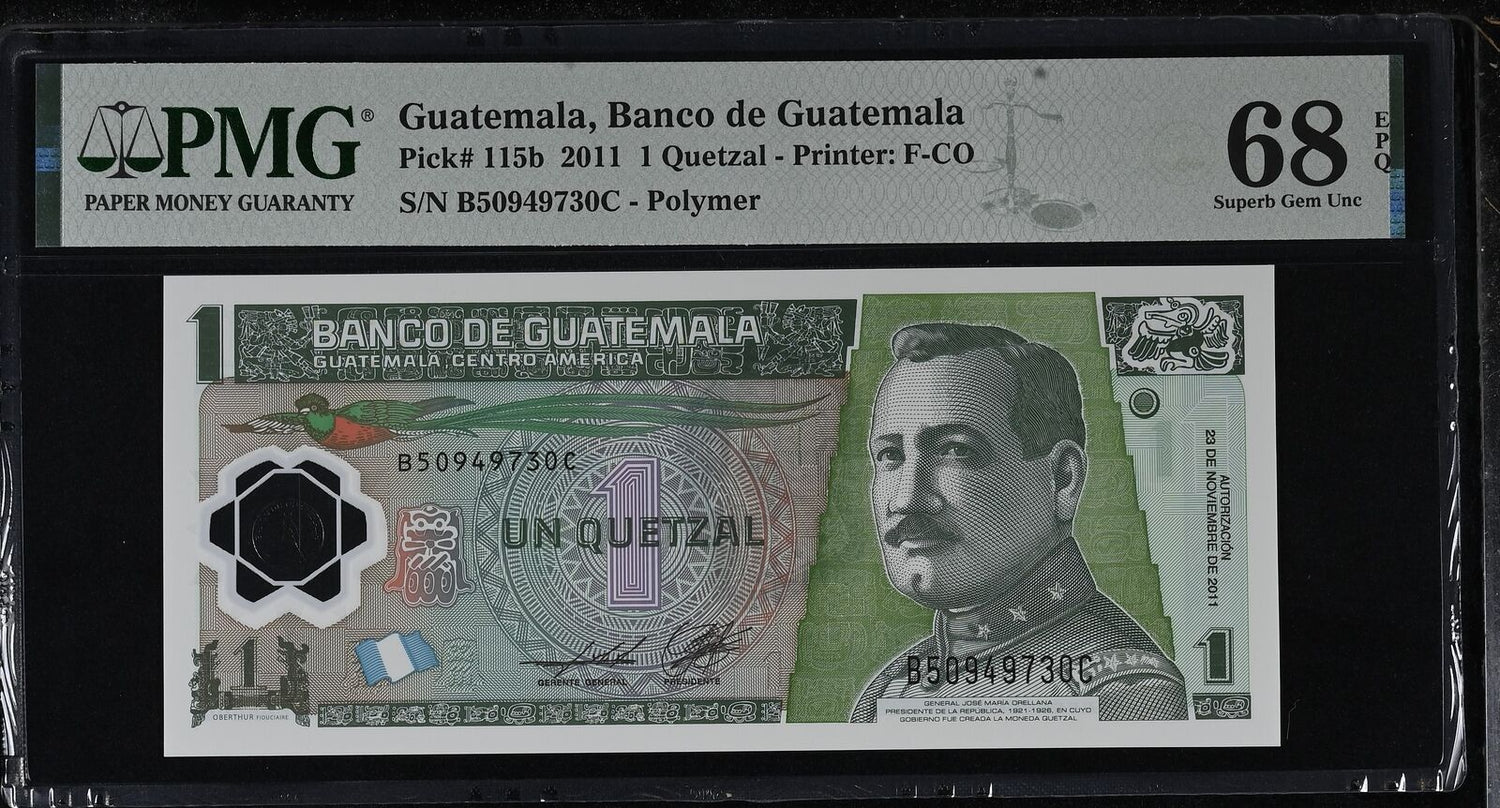 PMG®
PAPER MONEY GUARANTY
Guatemala, Banco de Guatemala
Pick# 115b 2011 1 Quetzal - Printer: F-CO
S/N B50949730C - Polymer
68
EPQ
Superb Gem Unc
1
BANCO DE GUATEMALA
GUATEMALA, CENTRO AMÉRICA
B50949730C
1
UN QUETZAL
GERENTE GENERAL
PRESIDENTE
1
OBERTHUR FIDUCIAIRE
AUTORIZACIÓN
23 DE NOVIEMBRE DE 2011
1
B50949730C
GENERAL JOSÉ MARÍA ORELLANA
PRESIDENTE DE LA REPÚBLICA, 1921-1926, EN CUYO
GOBIERNO FUE CREADA LA MONEDA QUETZAL